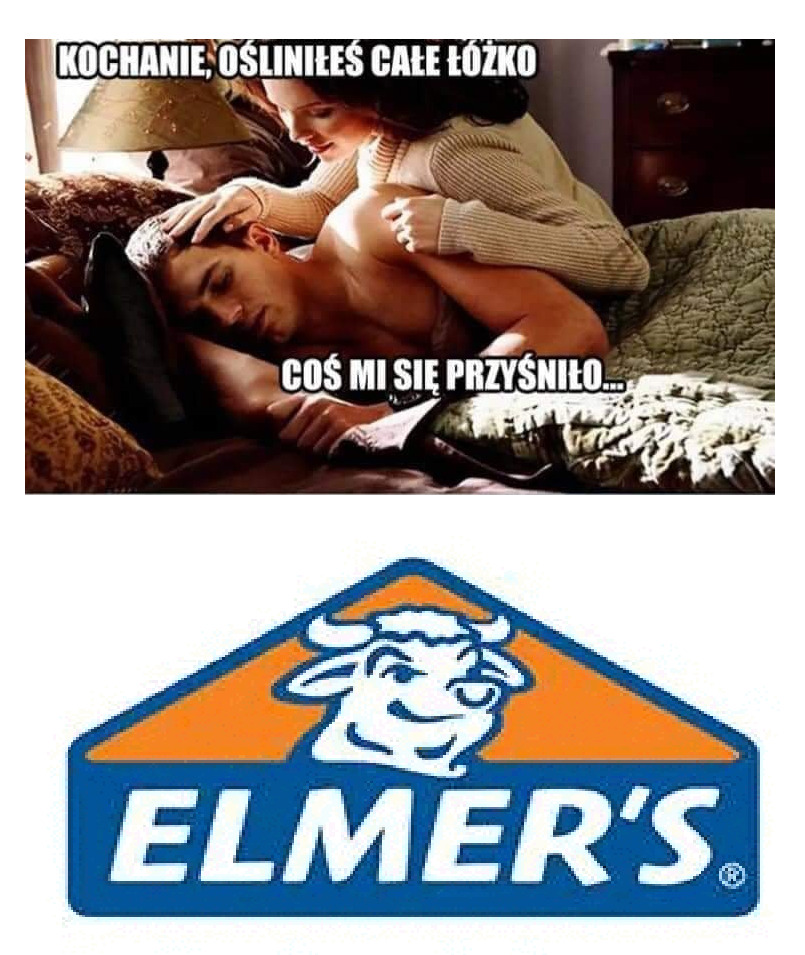 KOCHANIE, OŚLINIŁEŚ CAŁE ŁÓŻKO
COŚ MI SIĘ PRZYŚNIŁO...
ELMER'S®